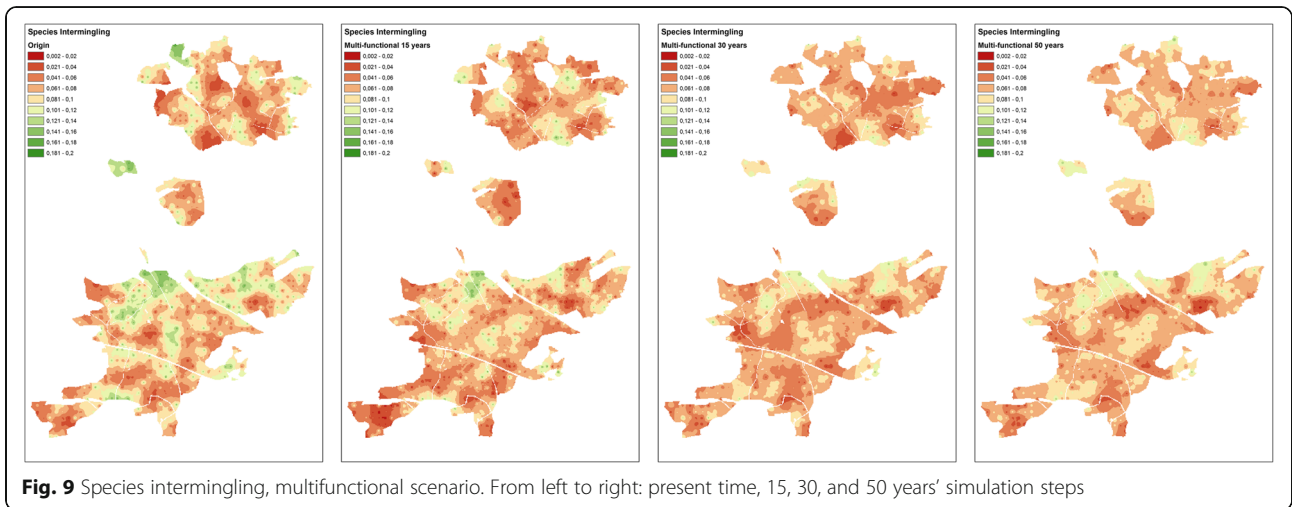 Species Intermingling
Origin
0,002 - 0,02
0,021 - 0,04
0,041 - 0,06
0,061 - 0,08
0,081 - 0,1
0,101 - 0,12
0,121 - 0,14
0,141 - 0,16
0,161 - 0,18
0,181 - 0,2
Species Intermingling
Multi-functional 15 years
0,002 - 0,02
0,021 - 0,04
0,041 - 0,06
0,061 - 0,08
0,081 - 0,1
0,101 - 0,12
0,121 - 0,14
0,141 - 0,16
0,161 - 0,18
0,181 - 0,2
Species Intermingling
Multi-functional 30 years
0,002 - 0,02
0,021 - 0,04
0,041 - 0,06
0,061 - 0,08
0,081 - 0,1
0,101 - 0,12
0,121 - 0,14
0,141 - 0,16
0,161 - 0,18
0,181 - 0,2
Species Intermingling
Multi-functional 50 years
0,002 - 0,02
0,021 - 0,04
0,041 - 0,06
0,061 - 0,08
0,081 - 0,1
0,101 - 0,12
0,121 - 0,14
0,141 - 0,16
0,161 - 0,18
0,181 - 0,2
Fig. 9 Species intermingling, multifunctional scenario. From left to right: present time, 15, 30, and 50 years’ simulation steps